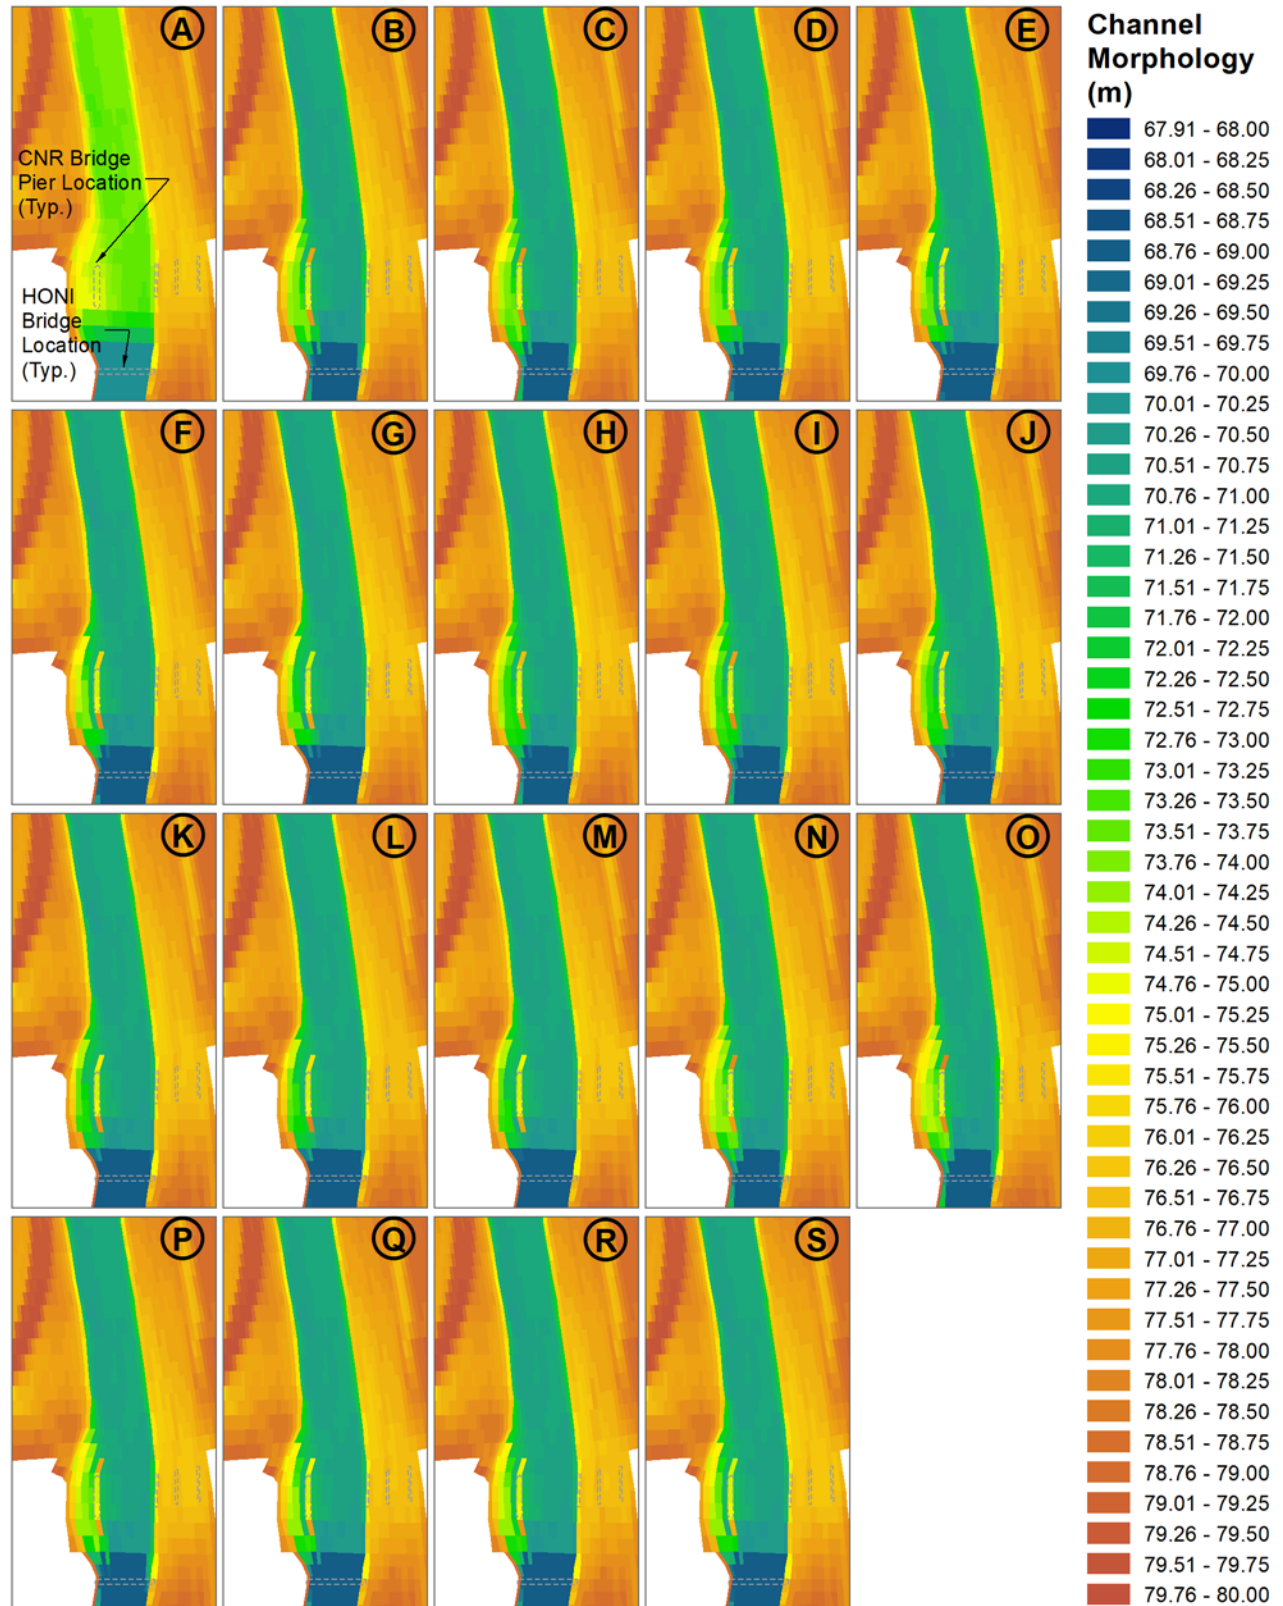 A
B
C
D
E
CNR Bridge
Pier Location
(Typ.)
HONI
Bridge
Location
(Typ.)
F
G
H
I
J
K
L
M
N
O
P
Q
R
S
Channel
Morphology
(m)
67.91 - 68.00
68.01 - 68.25
68.26 - 68.50
68.51 - 68.75
68.76 - 69.00
69.01 - 69.25
69.26 - 69.50
69.51 - 69.75
69.76 - 70.00
70.01 - 70.25
70.26 - 70.50
70.51 - 70.75
70.76 - 71.00
71.01 - 71.25
71.26 - 71.50
71.51 - 71.75
71.76 - 72.00
72.01 - 72.25
72.26 - 72.50
72.51 - 72.75
72.76 - 73.00
73.01 - 73.25
73.26 - 73.50
73.51 - 73.75
73.76 - 74.00
74.01 - 74.25
74.26 - 74.50
74.51 - 74.75
74.76 - 75.00
75.01 - 75.25
75.26 - 75.50
75.51 - 75.75
75.76 - 76.00
76.01 - 76.25
76.26 - 76.50
76.51 - 76.75
76.76 - 77.00
77.01 - 77.25
77.26 - 77.50
77.51 - 77.75
77.76 - 78.00
78.01 - 78.25
78.26 - 78.50
78.51 - 78.75
78.76 - 79.00
79.01 - 79.25
79.26 - 79.50
79.51 - 79.75
79.76 - 80.00